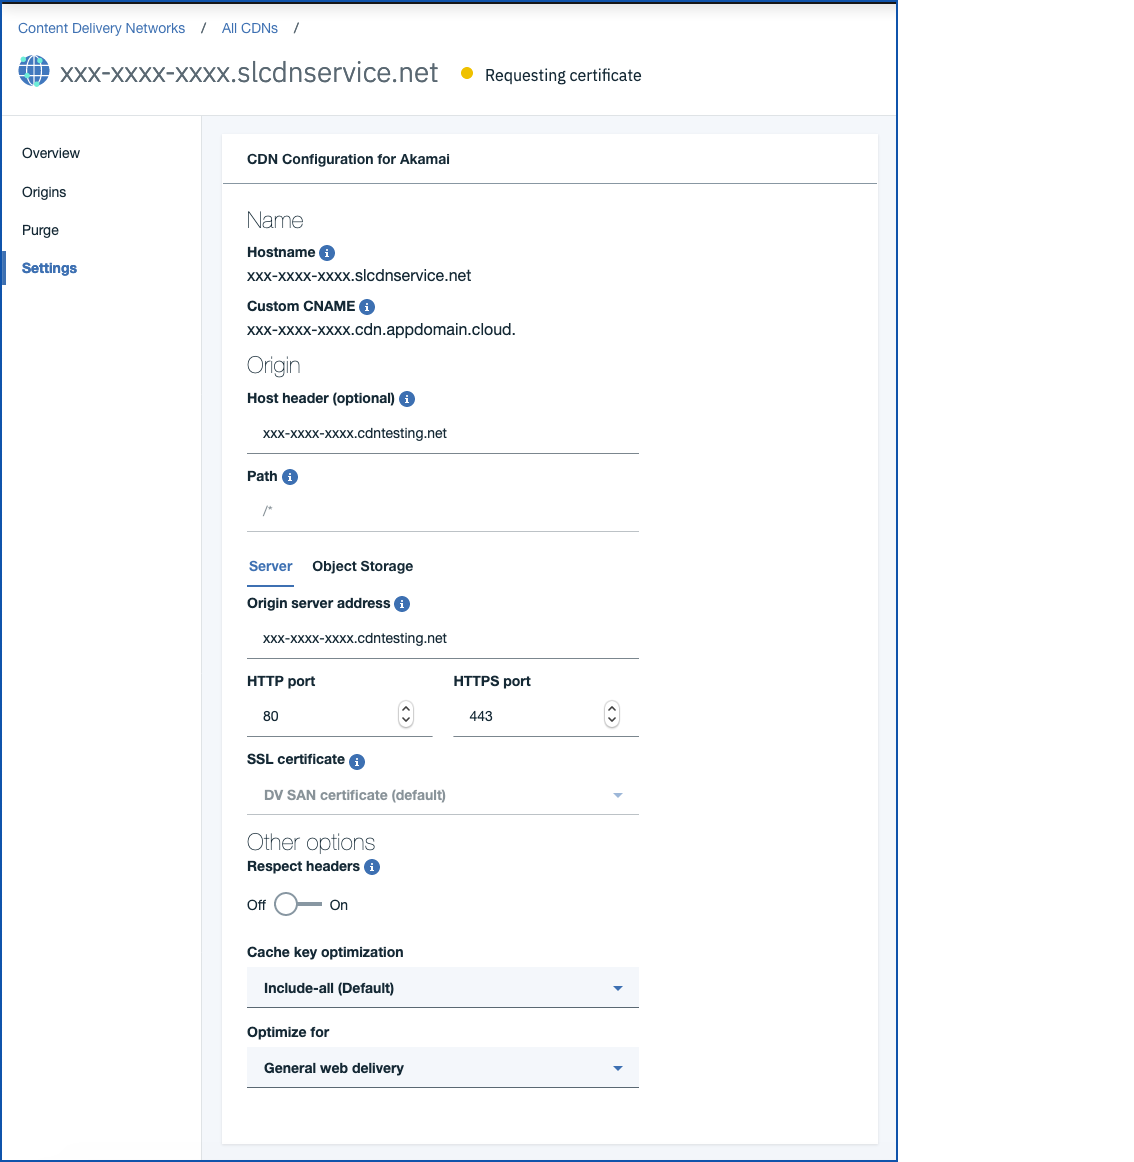 Content Delivery Networks / All CDNs /
xxx-xxxx-xxxx.slcdnservice.net Requesting certificate
Overview
Origins
Purge
Settings
CDN Configuration for Akamai
Name
Hostname i
xxx-xxxx-xxxx.slcdnservice.net
Custom CNAME i
xxx-xxxx-xxxx.cdn.appdomain.cloud.
Origin
Host header (optional) i
xxx-xxxx-xxxx.cdntesting.net
Path i
/*
Server Object Storage
Origin server address i
xxx-xxxx-xxxx.cdntesting.net
HTTP port HTTPS port
80 443
SSL certificate i
DV SAN certificate (default)
Other options
Respect headers i
Off On
Cache key optimization
Include-all (Default)
Optimize for
General web delivery